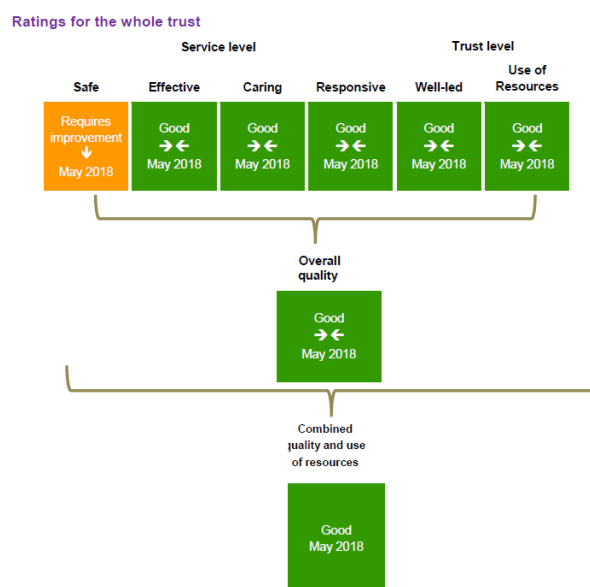 Ratings for the whole trust
Service level
Trust level
Safe
Effective
Caring
Responsive
Well-led
Use of
Resources
Requires
improvement
↓
May 2018
Good
→←
May 2018
Good
→←
May 2018
Good
→←
May 2018
Good
→←
May 2018
Good
→←
May 2018
Overall
quality
Good
→←
May 2018
Combined
quality and use
of resources
Good
May 2018